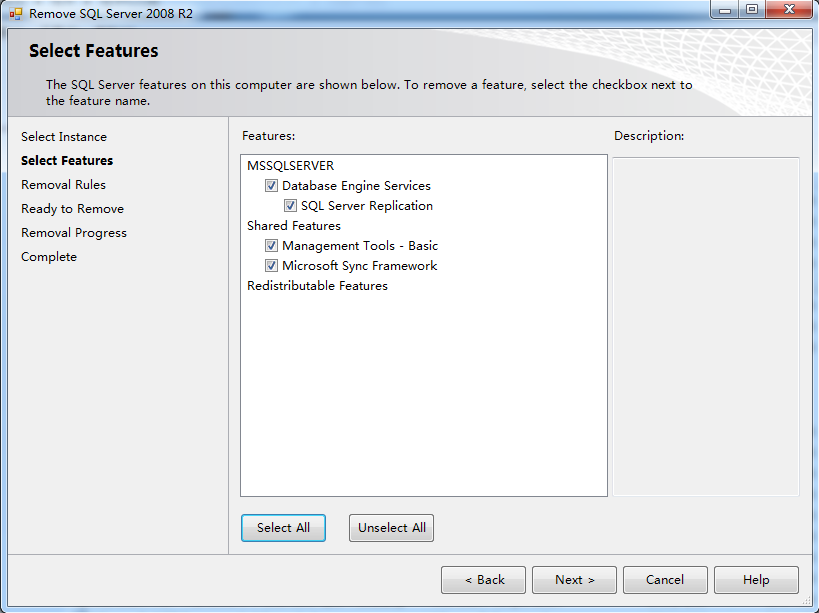 Remove SQL Server 2008 R2
Select Features
The SQL Server features on this computer are shown below. To remove a feature, select the checkbox next to
the feature name.
Select Instance
Select Features
Removal Rules
Ready to Remove
Removal Progress
Complete
Features:
MSSQLSERVER
Database Engine Services
SQL Server Replication
Shared Features
Management Tools - Basic
Microsoft Sync Framework
Redistributable Features
Description:
Select All
Unselect All
< Back
Next >
Cancel
Help